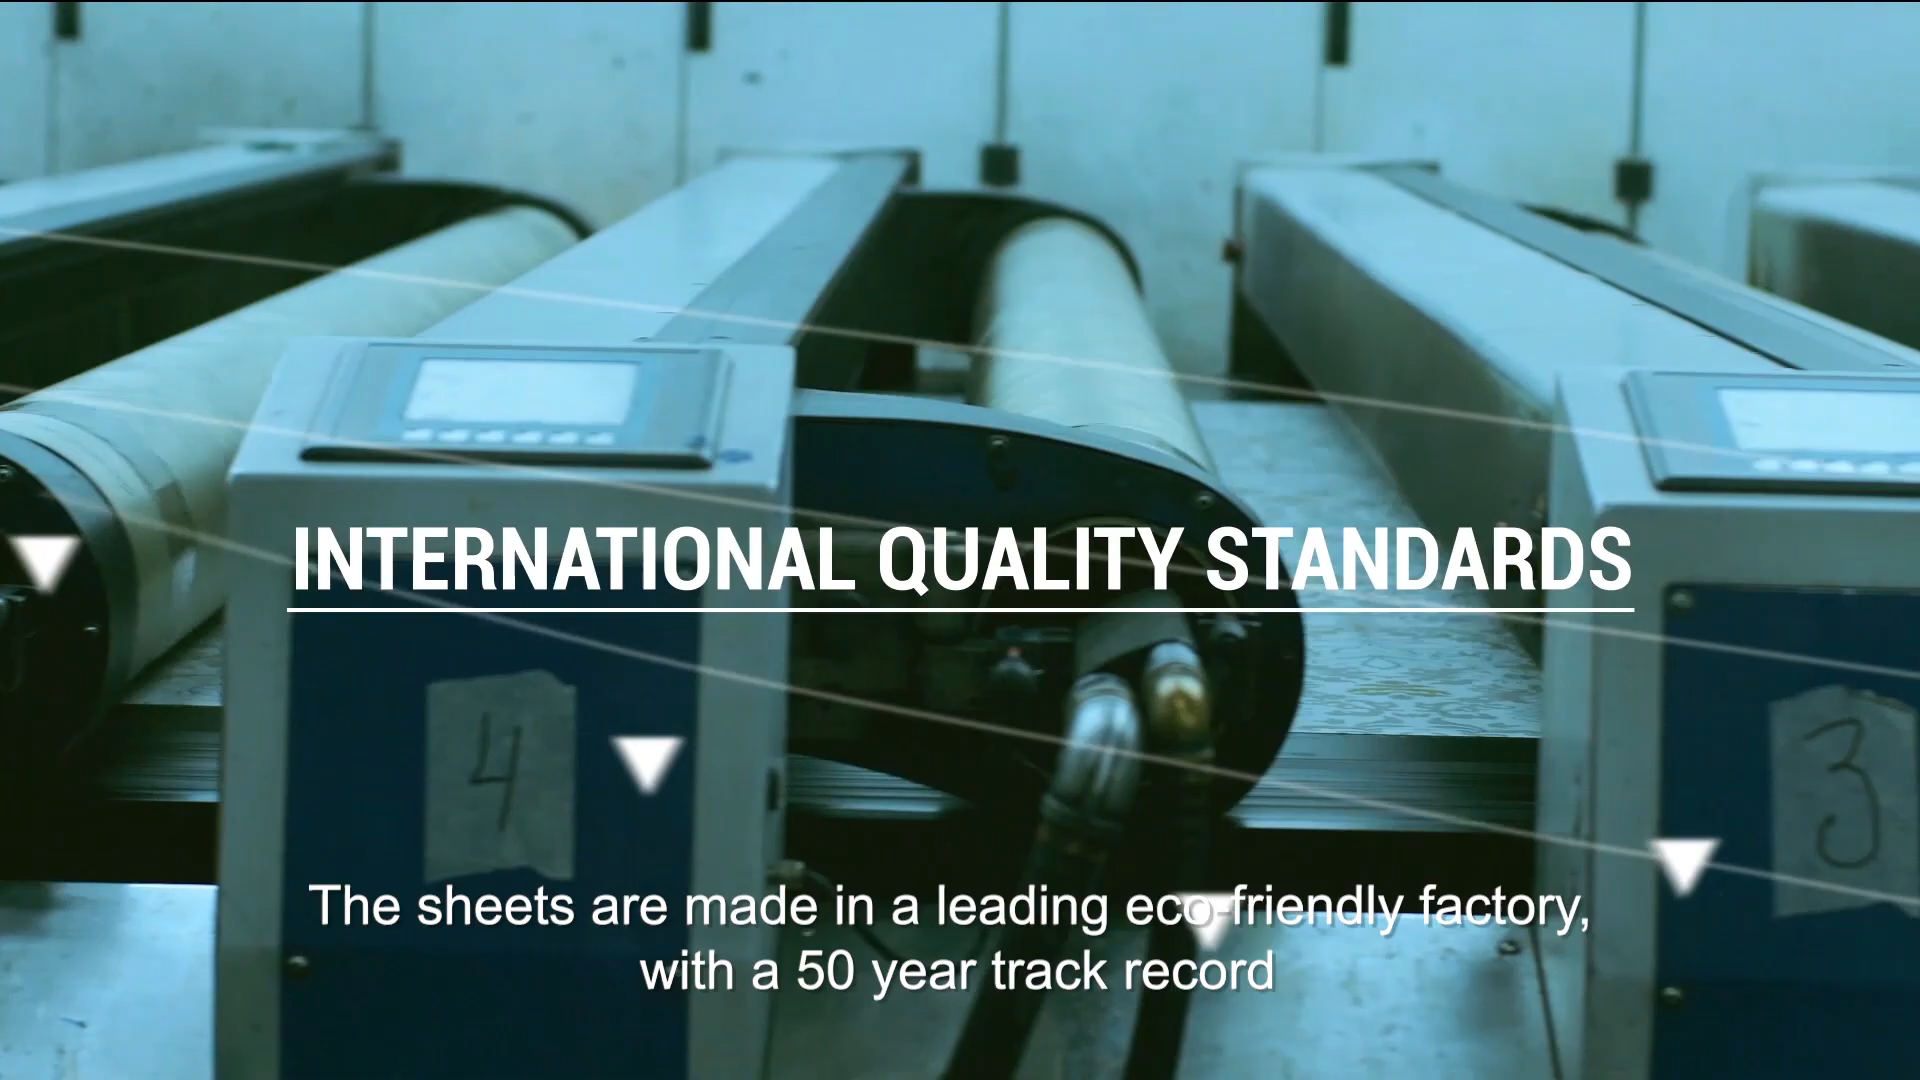 INTERNATIONAL QUALITY STANDARDS
4
3
The sheets are made in a leading eco-friendly factory,
with a 50 year track record